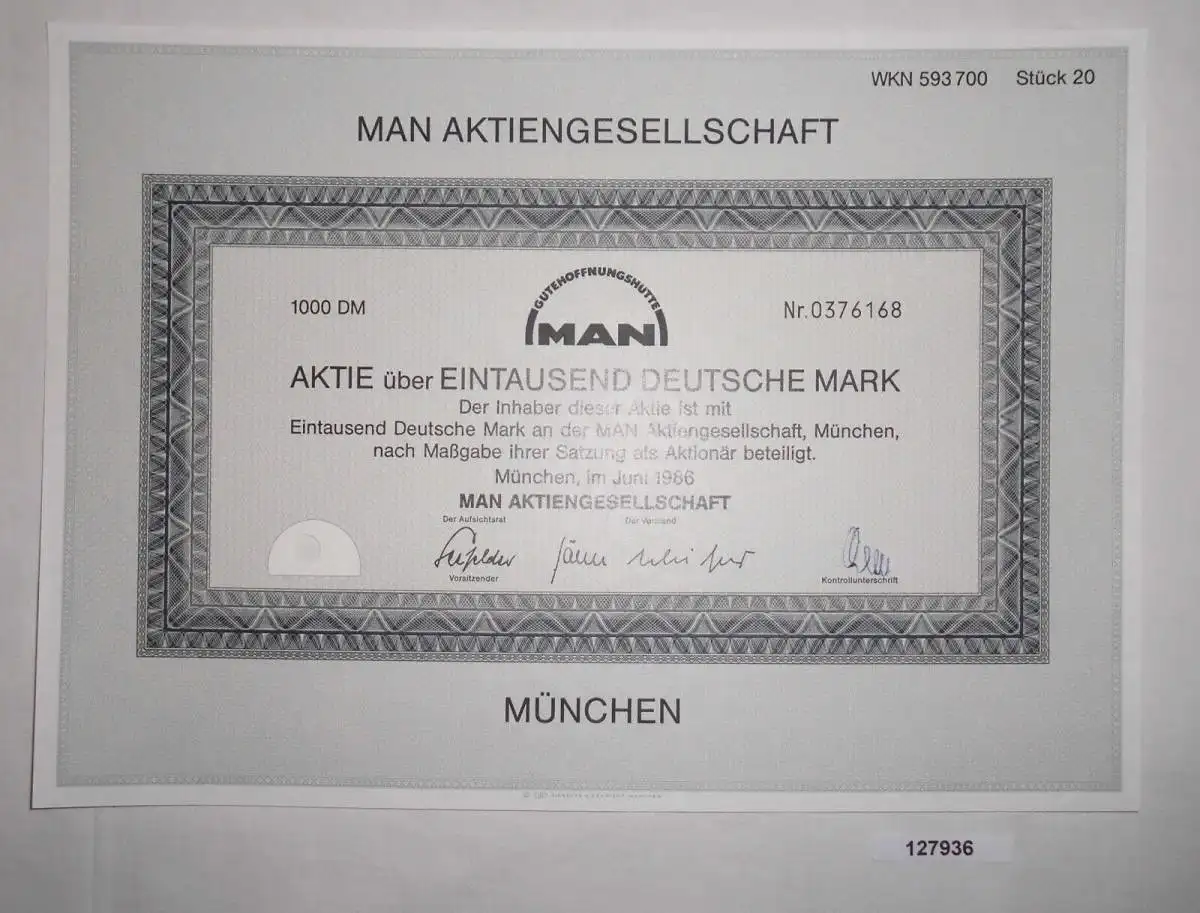 WKN 593700 Stück 20
MAN AKTIENGESELLSCHAFT
GUTEHOFFNUNGSHÜTTE
MAN
1000 DM
Nr.0376168
AKTIE über EINTAUSEND DEUTSCHE MARK
Der Inhaber dieser Aktie ist mit
Eintausend Deutsche Mark an der MAN Aktiengesellschaft, München,
nach Maßgabe ihrer Satzung als Aktionär beteiligt.
München, im Juni 1986
MAN AKTIENGESELLSCHAFT
Der Aufsichtsrat Der Vorstand
Vorsitzender
Kontrollunterschrift
MÜNCHEN
127936